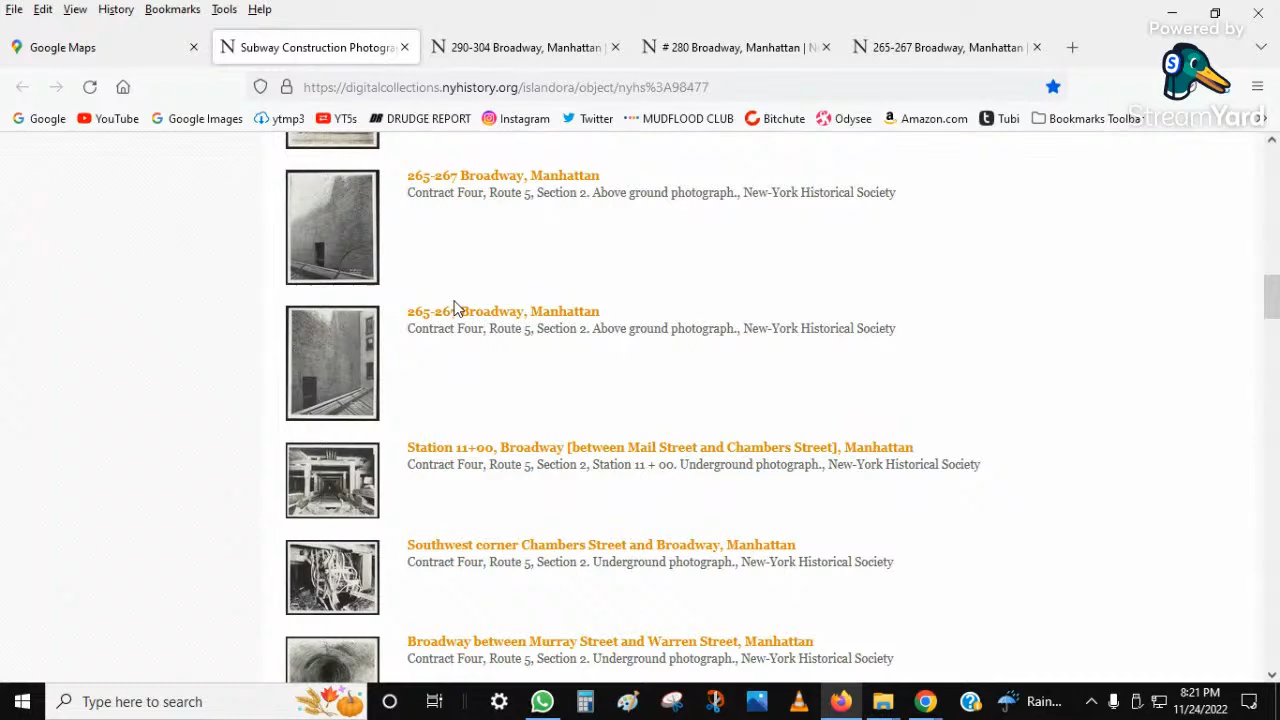 File Edit View History Bookmarks Tools Help
Powered by
Google Maps
Subway Construction Photogra
290-304 Broadway, Manhattan |
# 280 Broadway, Manhattan | N
265-267 Broadway, Manhattan |
https://digitalcollections.nyhistory.org/islandora/object/nyhs%3A98477
StreamYard
Google YouTube Google Images ytmp3 YT5s DRUDGE REPORT Instagram Twitter MUDFLOOD CLUB Bitchute Odysee Amazon.com Tubi Bookmarks Toolba
265-267 Broadway, Manhattan
Contract Four, Route 5, Section 2. Above ground photograph., New-York Historical Society
265-267 Broadway, Manhattan
Contract Four, Route 5, Section 2. Above ground photograph., New-York Historical Society
Station 11+00, Broadway [between Mail Street and Chambers Street], Manhattan
Contract Four, Route 5, Section 2, Station 11 + 00. Underground photograph., New-York Historical Society
Southwest corner Chambers Street and Broadway, Manhattan
Contract Four, Route 5, Section 2. Underground photograph., New-York Historical Society
Broadway between Murray Street and Warren Street, Manhattan
Contract Four, Route 5, Section 2. Underground photograph., New-York Historical Society
Type here to search
Rain...
8:21 PM
11/24/2022